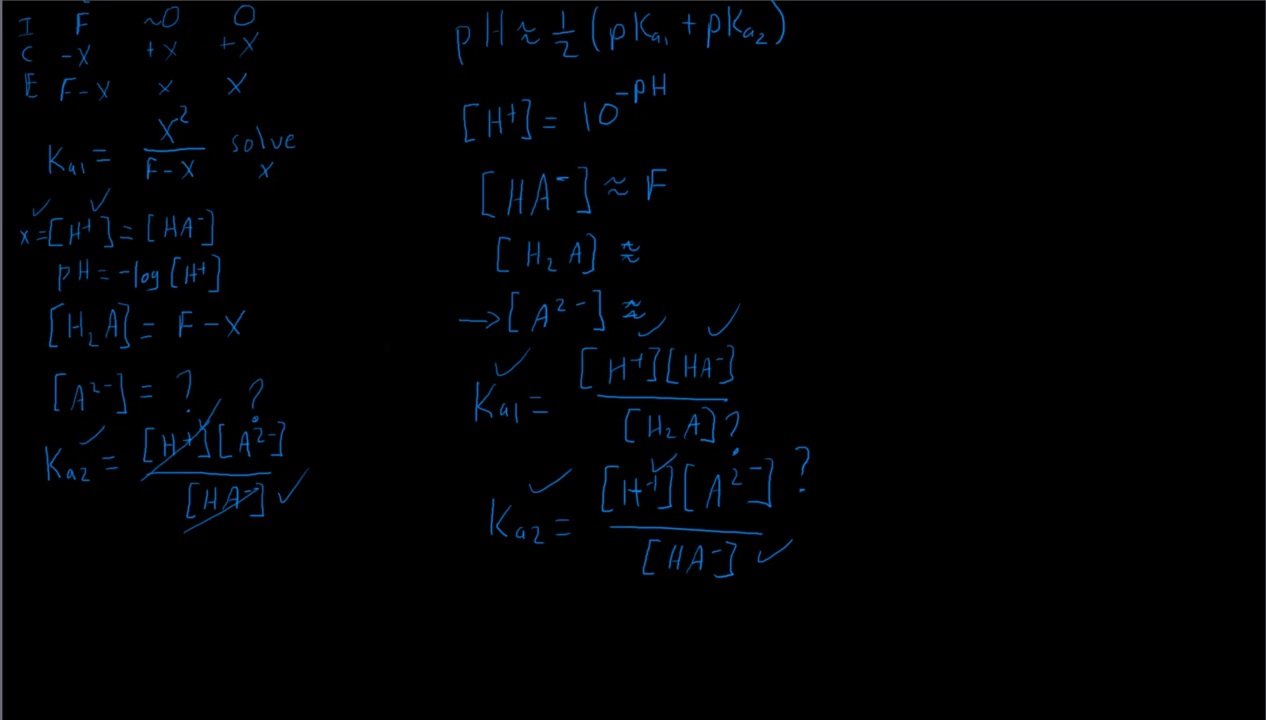 I F ~0 0
C -X +X +X
E F-X X X
Ka1 = X² / F-X solve x
x = [H⁺] = [HA⁻]
pH = -log [H⁺]
[H₂A] = F-X
[A²⁻] = ?
?
Ka2 = [H⁺][A²⁻] / [HA⁻]
pH ≈ 1/2 (pKa₁ + pKa₂)
[H⁺] = 10^-pH
[HA⁻] ≈ F
[H₂A] ≈
→ [A²⁻] ≈
Ka1 = [H⁺][HA⁻] / [H₂A] ?
Ka2 = [H⁺][A²⁻] / [HA⁻] ?